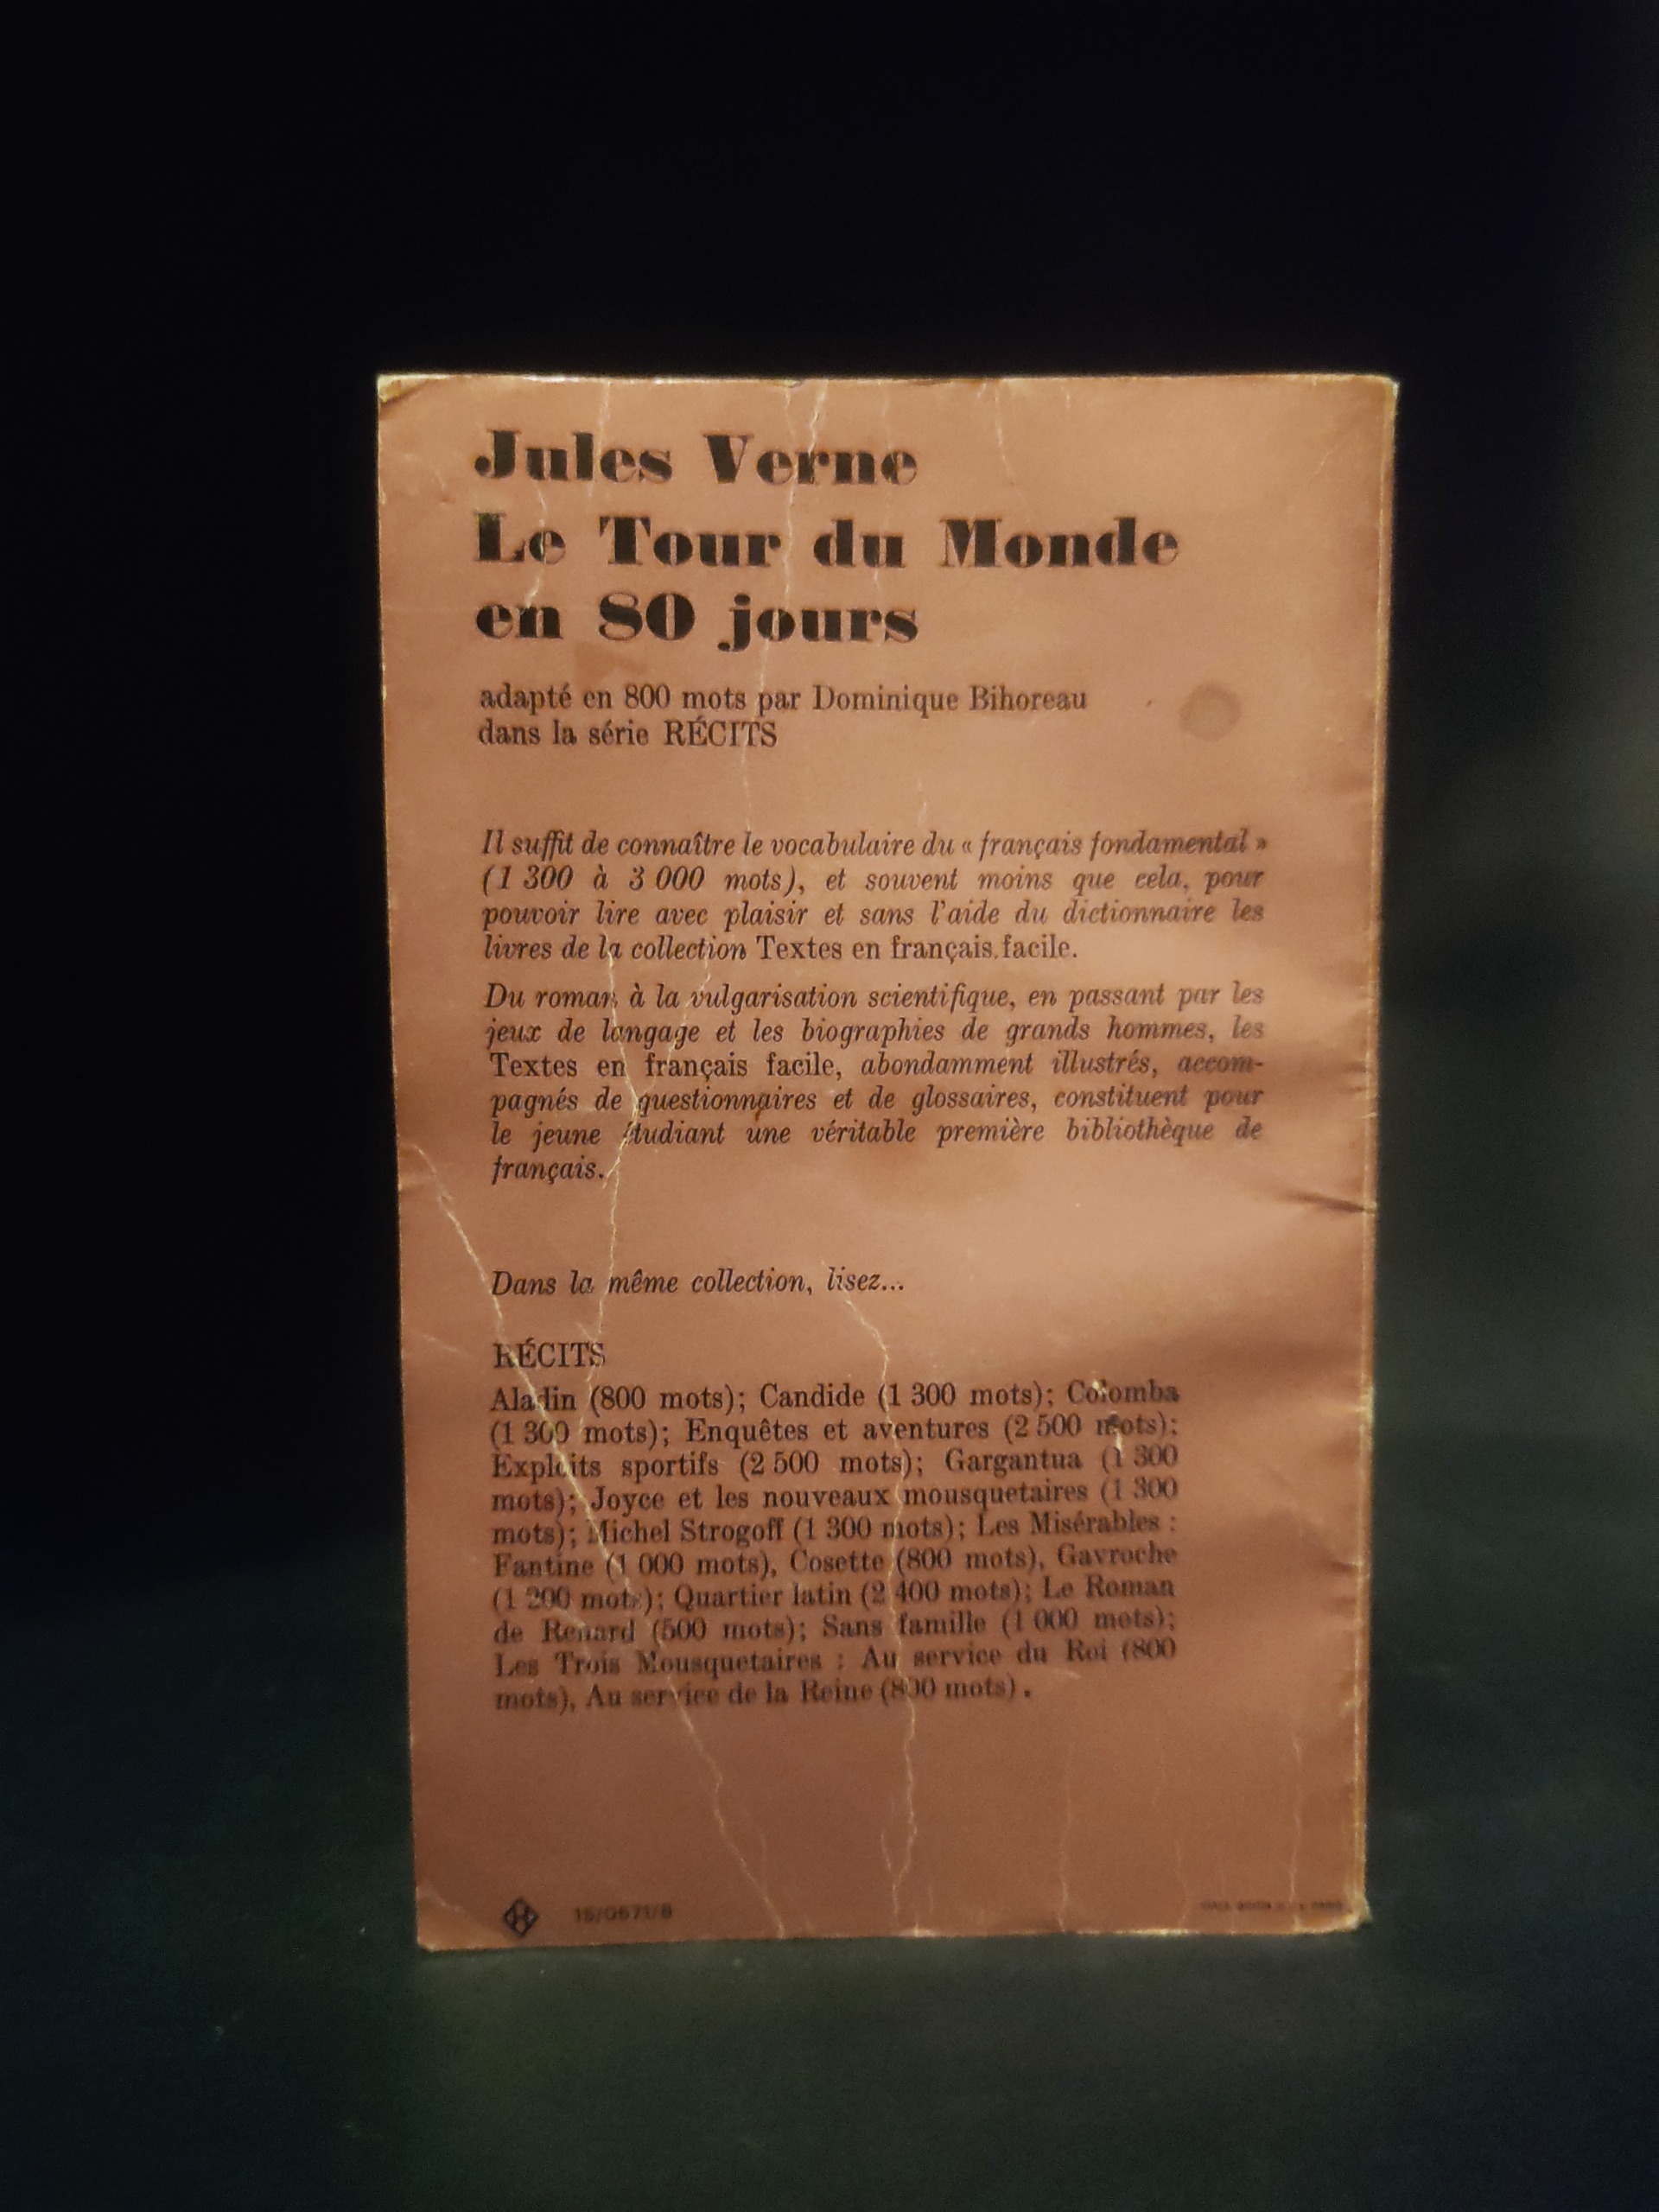 Jules Verne
Le Tour du Monde
en 80 jours
adapté en 800 mots par Dominique Bihoreau
dans la série RÉCITS
Il suffit de connaître le vocabulaire du « français fondamental »
(1 300 à 3 000 mots), et souvent moins que cela, pour
pouvoir lire avec plaisir et sans l'aide du dictionnaire les
livres de la collection Textes en français facile.
Du roman à la vulgarisation scientifique, en passant par les
jeux de langage et les biographies de grands hommes, les
Textes en français facile, abondamment illustrés, accom-
pagnés de questionnaires et de glossaires, constituent pour
le jeune étudiant une véritable première bibliothèque de
français.
Dans la même collection, lisez...
RÉCITS
Aladin (800 mots); Candide (1 300 mots); Colomba
(1 300 mots); Enquêtes et aventures (2 500 mots);
Exploits sportifs (2 500 mots); Gargantua (1 300
mots); Joyce et les nouveaux mousquetaires (1 300
mots); Michel Strogoff (1 300 mots); Les Misérables :
Fantine (1 000 mots), Cosette (800 mots), Gavroche
(1 200 mots); Quartier latin (2 400 mots); Le Roman
de Renard (500 mots); Sans famille (1 000 mots);
Les Trois Mousquetaires : Au service du Roi (800
mots), Au service de la Reine (800 mots).
H 15/0571/8